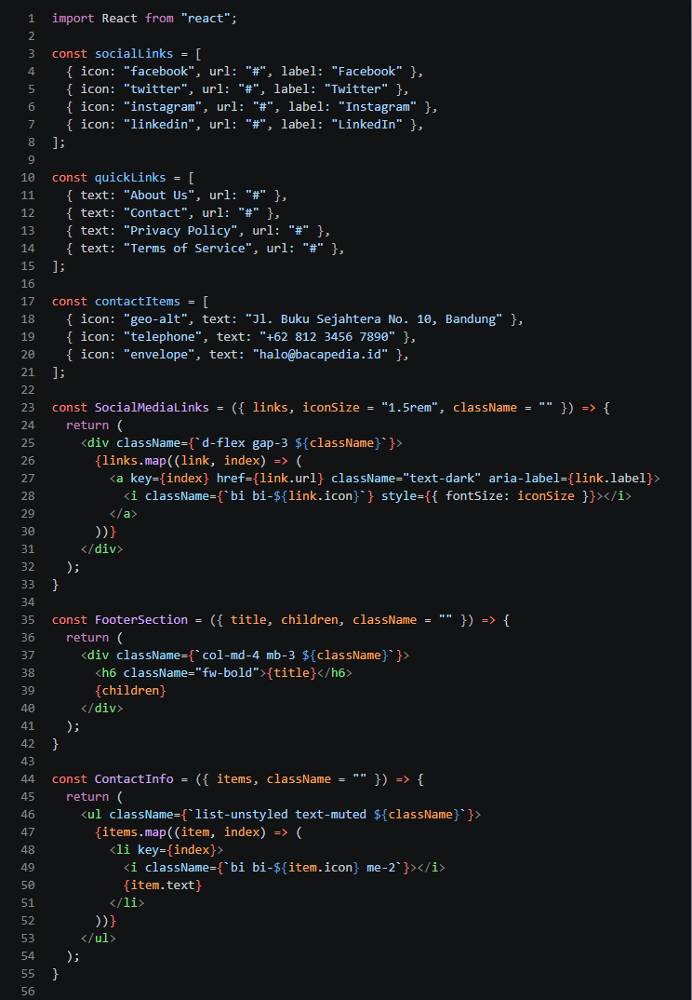 1 import React from "react";
2
3 const socialLinks = [
4   { icon: "facebook", url: "#", label: "Facebook" },
5   { icon: "twitter", url: "#", label: "Twitter" },
6   { icon: "instagram", url: "#", label: "Instagram" },
7   { icon: "linkedin", url: "#", label: "LinkedIn" },
8 ];
9
10 const quickLinks = [
11   { text: "About Us", url: "#" },
12   { text: "Contact", url: "#" },
13   { text: "Privacy Policy", url: "#" },
14   { text: "Terms of Service", url: "#" },
15 ];
16
17 const contactItems = [
18   { icon: "geo-alt", text: "Jl. Buku Sejahtera No. 10, Bandung" },
19   { icon: "telephone", text: "+62 812 3456 7890" },
20   { icon: "envelope", text: "halo@bacapedia.id" },
21 ];
22
23 const SocialMediaLinks = ({ links, iconSize = "1.5rem", className = "" }) => {
24   return (
25     <div className={`d-flex gap-3 ${className}`}>
26       {links.map((link, index) => (
27         <a key={index} href={link.url} className="text-dark" aria-label={link.label}>
28           <i className={`bi bi-${link.icon}`} style={{ fontSize: iconSize }}></i>
29         </a>
30       ))}
31     </div>
32   );
33 }
34
35 const FooterSection = ({ title, children, className = "" }) => {
36   return (
37     <div className={`col-md-4 mb-3 ${className}`}>
38       <h6 className="fw-bold">{title}</h6>
39       {children}
40     </div>
41   );
42 }
43
44 const ContactInfo = ({ items, className = "" }) => {
45   return (
46     <ul className={`list-unstyled text-muted ${className}`}>
47       {items.map((item, index) => (
48         <li key={index}>
49           <i className={`bi bi-${item.icon} me-2`}></i>
50           {item.text}
51         </li>
52       ))}
53     </ul>
54   );
55 }
56